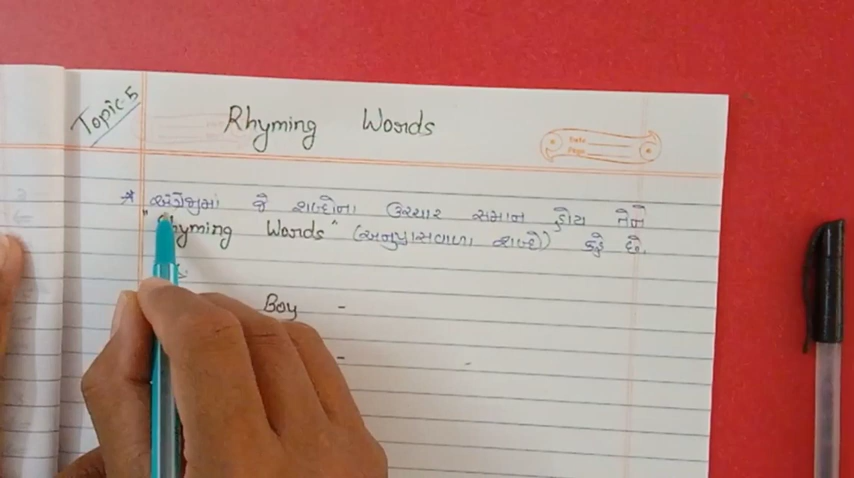 Topic-5
Rhyming Words
Date
Page
* અંગ્રેજીમાં જે શબ્દોના ઉચ્ચાર સમાન હોય તેને
"Rhyming Words" (અનુપ્રાસવાળા શબ્દો) કહે છે.
Boy -
-